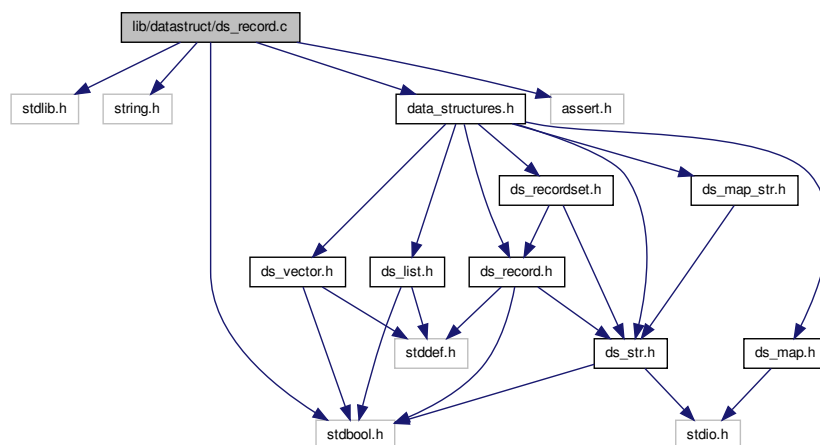 lib/datastruct/ds_record.c
stdlib.h
string.h
data_structures.h
assert.h
ds_recordset.h
ds_map_str.h
ds_vector.h
ds_list.h
ds_record.h
stddef.h
ds_str.h
ds_map.h
stdbool.h
stdio.h